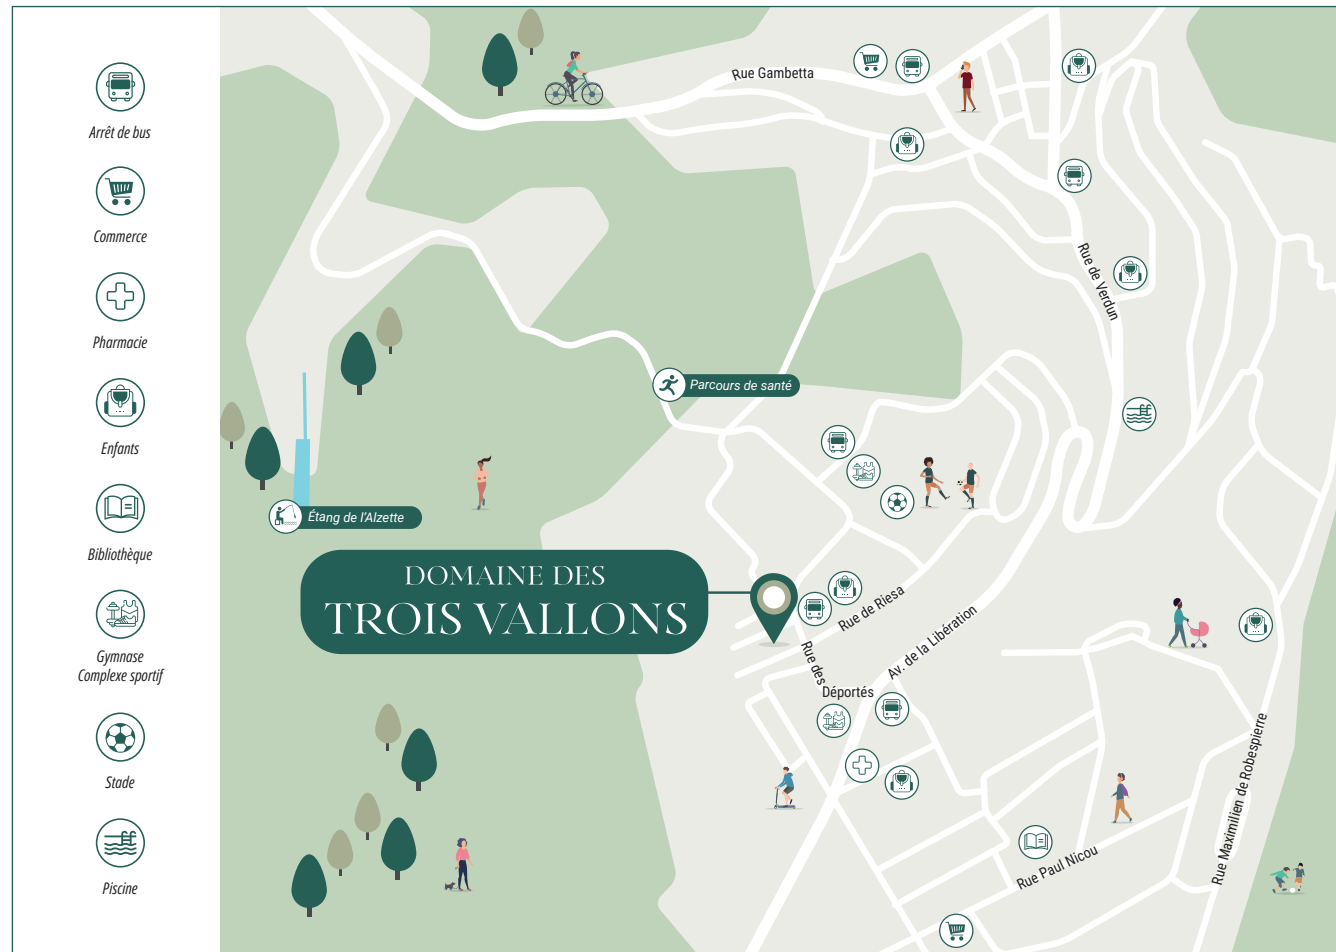 Arrêt de bus
Commerce
Pharmacie
Enfants
Bibliothèque
Gymnase
Complexe sportif
Stade
Piscine
Rue Gambetta
Rue de Verdun
Parcours de santé
Étang de l'Alzette
DOMAINE DES
TROIS VALLONS
Rue de Riesa
Av. de la Libération
Rue des
Déportés
Rue Maximilien de Robespierre
Rue Paul Nicou